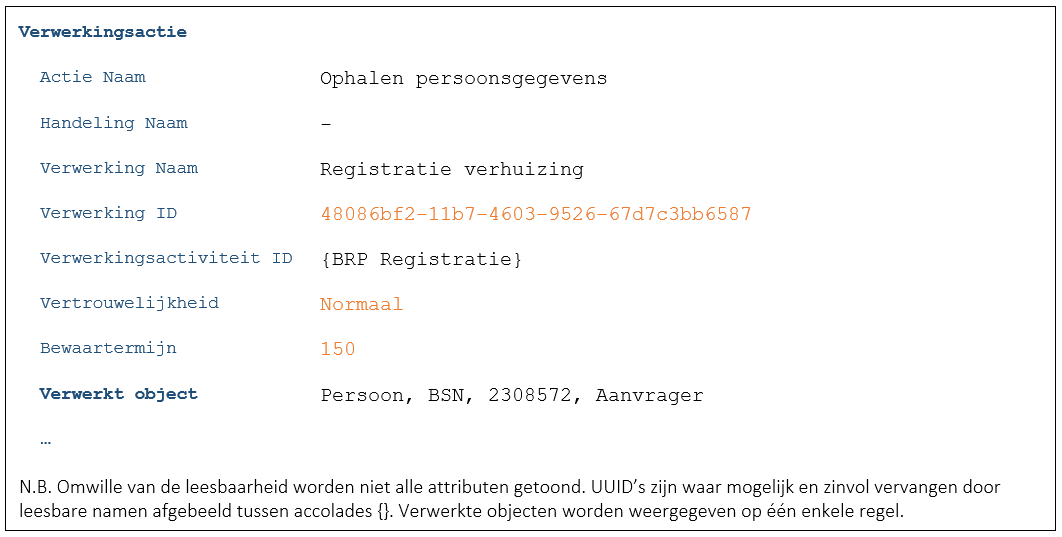 Verwerkingsactie
Actie Naam Ophalen persoonsgegevens
Handeling Naam -
Verwerking Naam Registratie verhuizing
Verwerking ID 48086bf2-11b7-4603-9526-67d7c3bb6587
Verwerkingsactiviteit ID {BRP Registratie}
Vertrouwelijkheid Normaal
Bewaartermijn 150
Verwerkt object Persoon, BSN, 2308572, Aanvrager
…
N.B. Omwille van de leesbaarheid worden niet alle attributen getoond. UUID’s zijn waar mogelijk en zinvol vervangen door
leesbare namen afgebeeld tussen accolades {}. Verwerkte objecten worden weergegeven op één enkele regel.